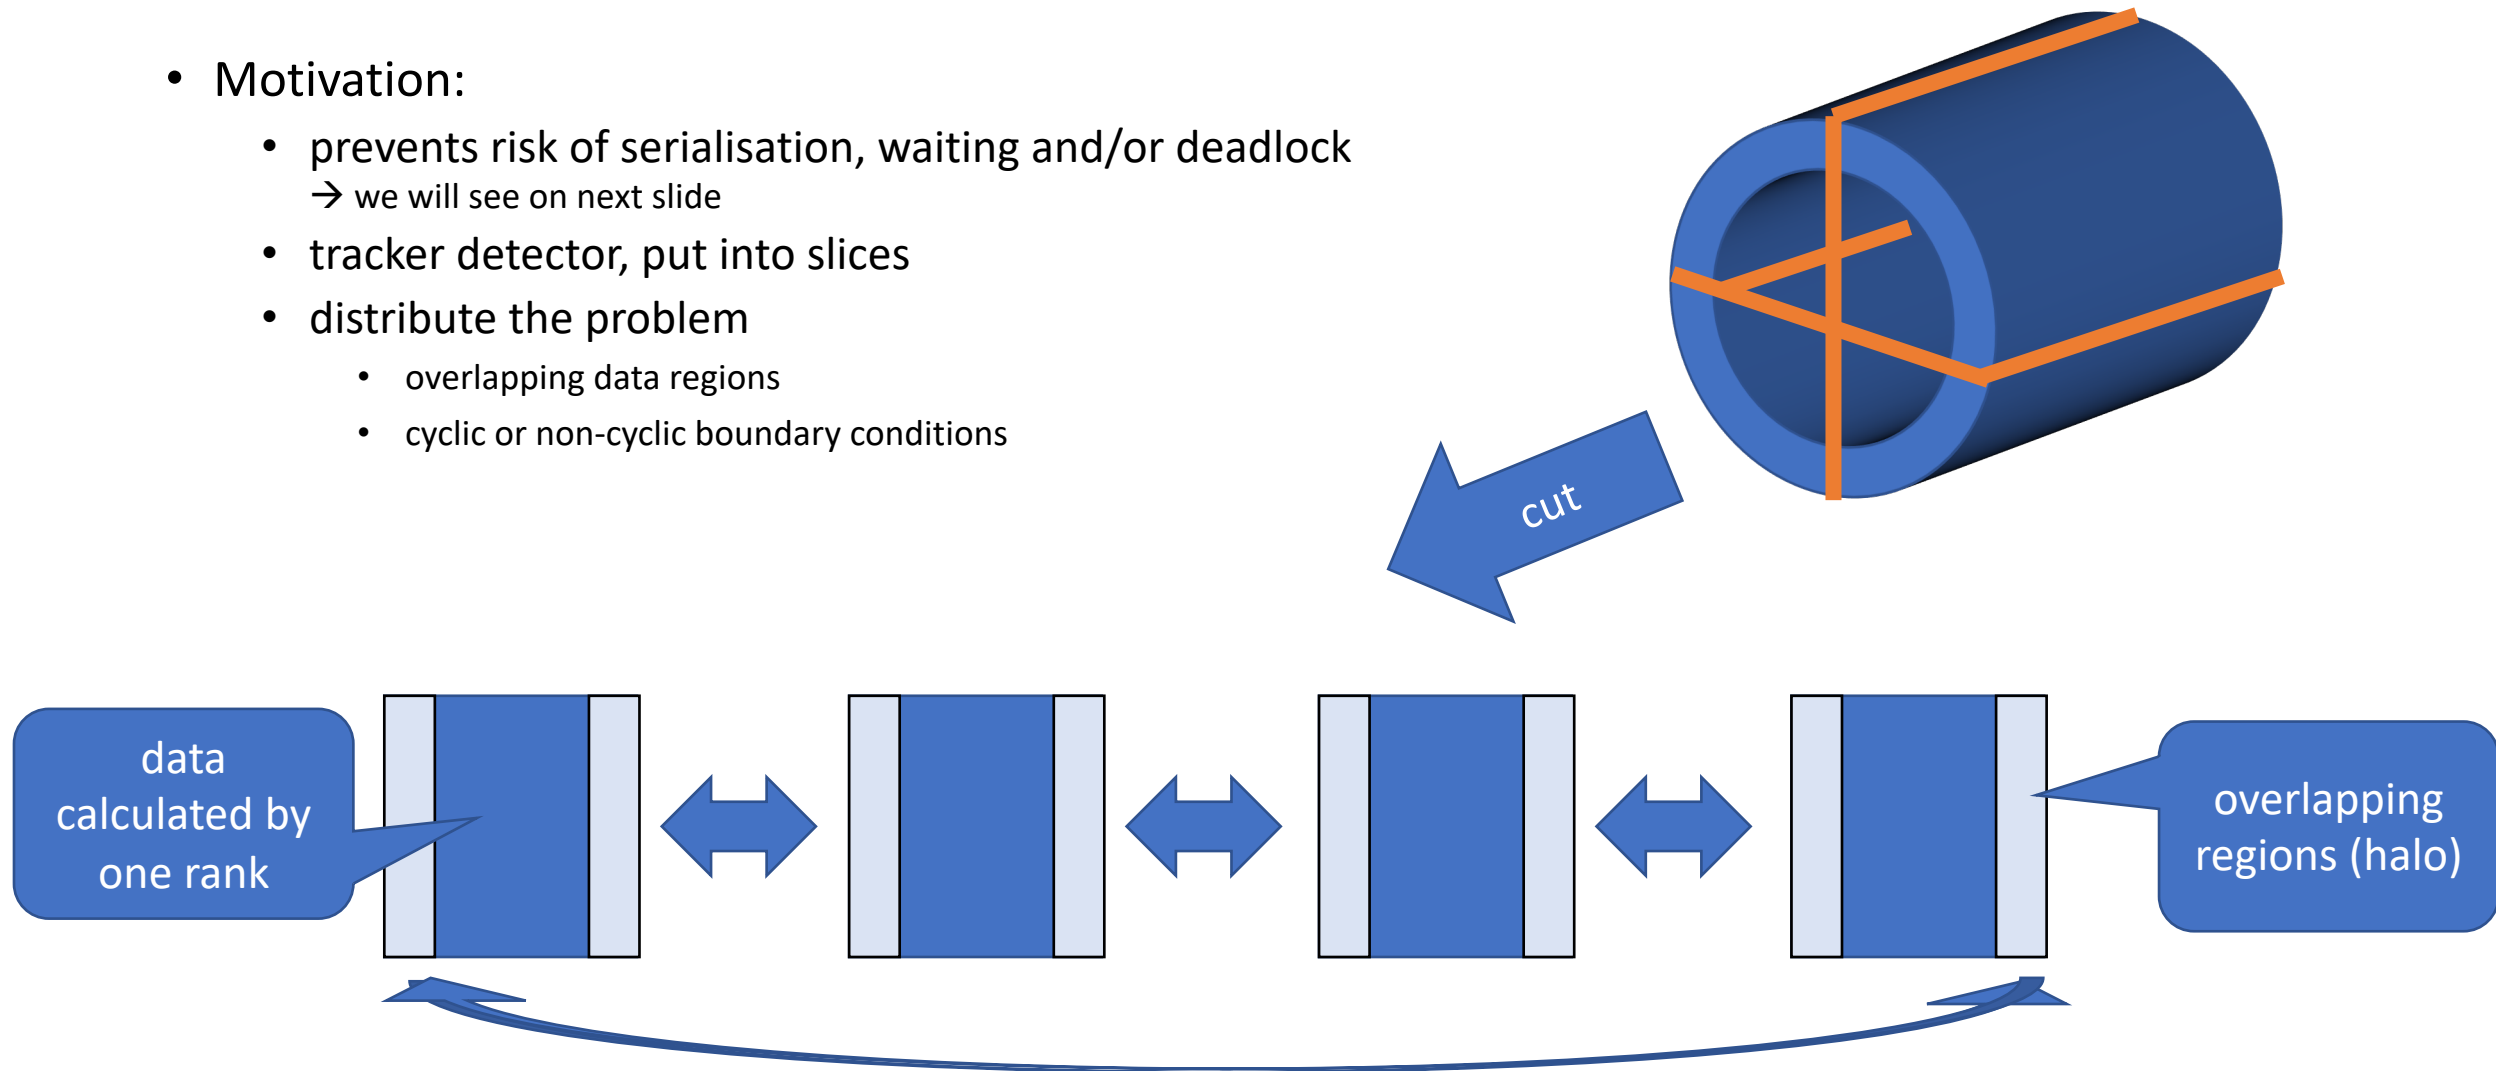 • Motivation:
• prevents risk of serialisation, waiting and/or deadlock
→ we will see on next slide
• tracker detector, put into slices
• distribute the problem
• overlapping data regions
• cyclic or non-cyclic boundary conditions
cut
data
calculated by
one rank
overlapping
regions (halo)